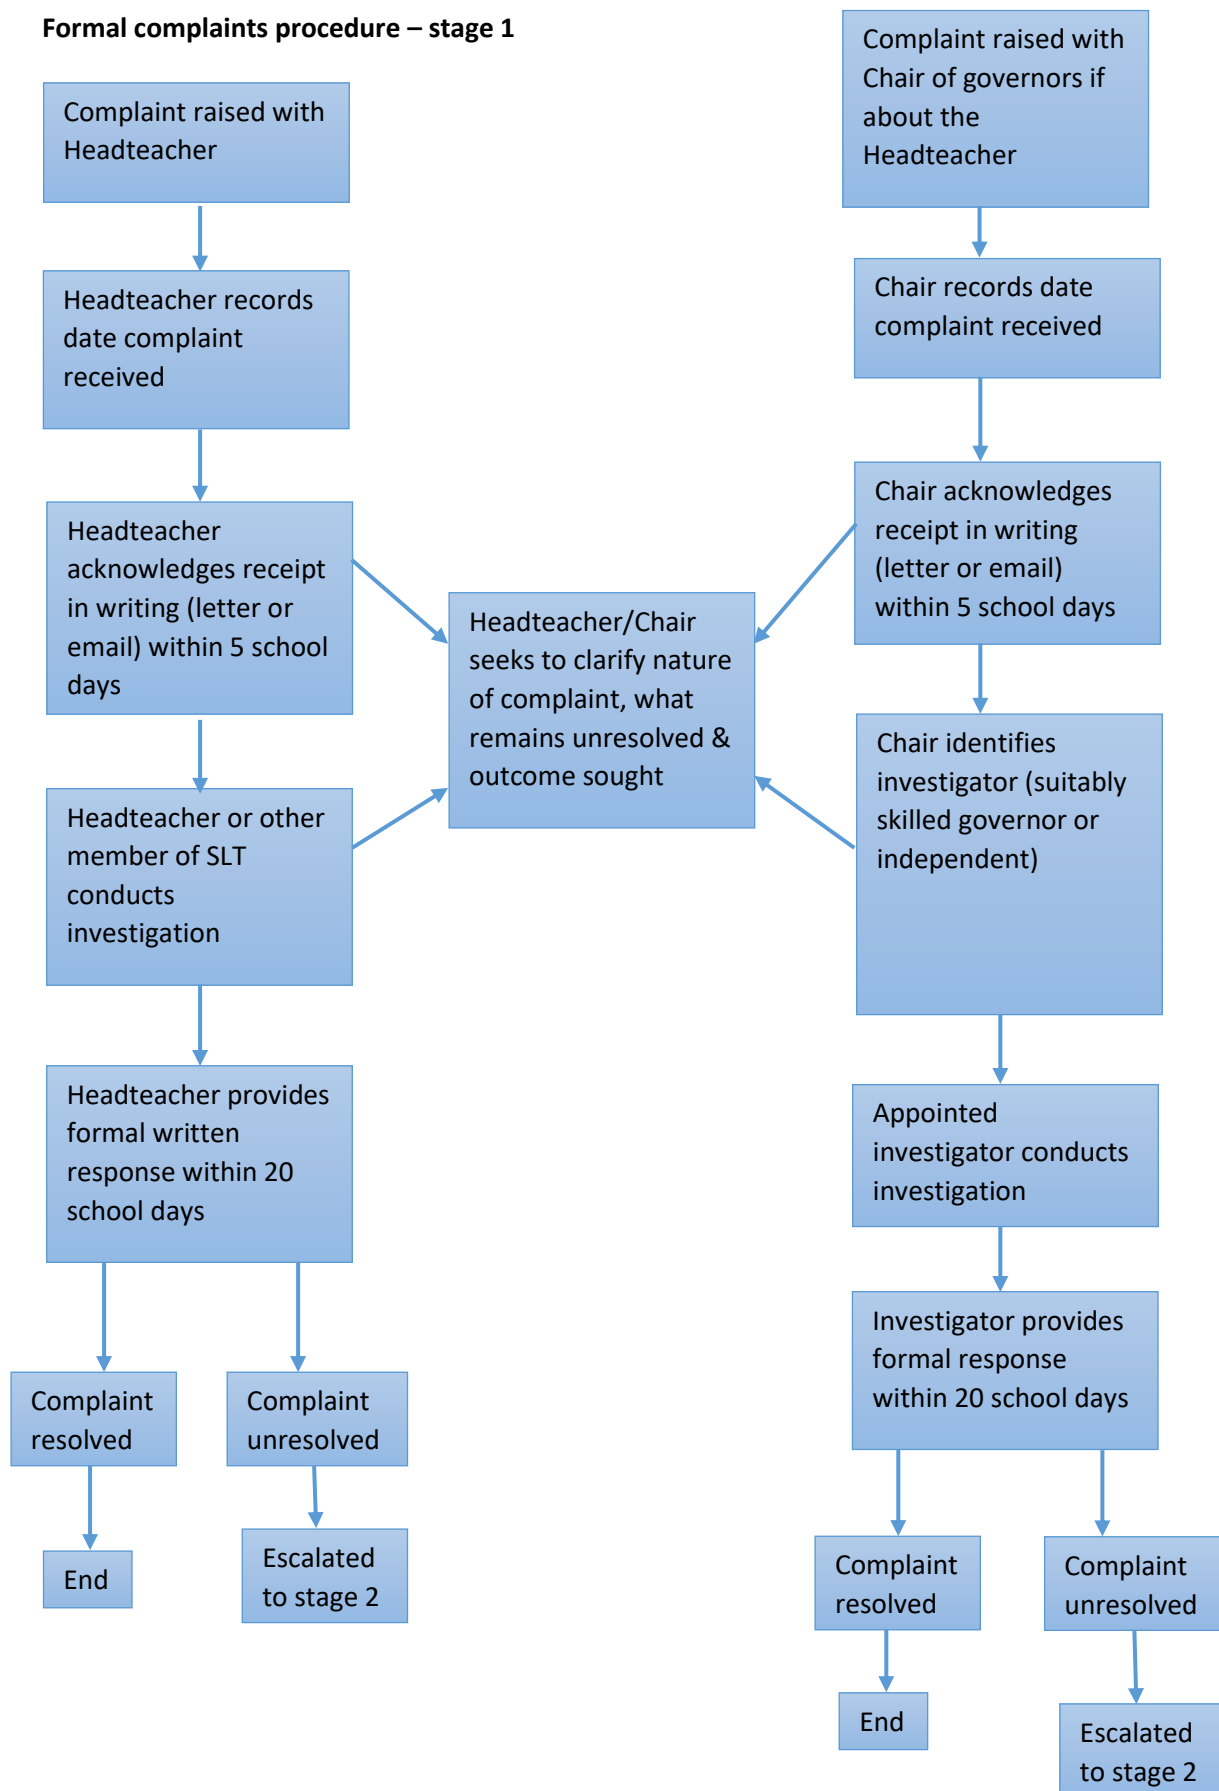 Formal complaints procedure – stage 1
Complaint raised with
Headteacher
Headteacher records
date complaint
received
Headteacher
acknowledges receipt
in writing (letter or
email) within 5 school
days
Headteacher or other
member of SLT
conducts
investigation
Headteacher provides
formal written
response within 20
school days
Complaint
resolved
End
Complaint
unresolved
Escalated
to stage 2
Headteacher/Chair
seeks to clarify nature
of complaint, what
remains unresolved &
outcome sought
Complaint raised with
Chair of governors if
about the
Headteacher
Chair records date
complaint received
Chair acknowledges
receipt in writing
(letter or email)
within 5 school days
Chair identifies
investigator (suitably
skilled governor or
independent)
Appointed
investigator conducts
investigation
Investigator provides
formal response
within 20 school days
Complaint
resolved
End
Complaint
unresolved
Escalated
to stage 2